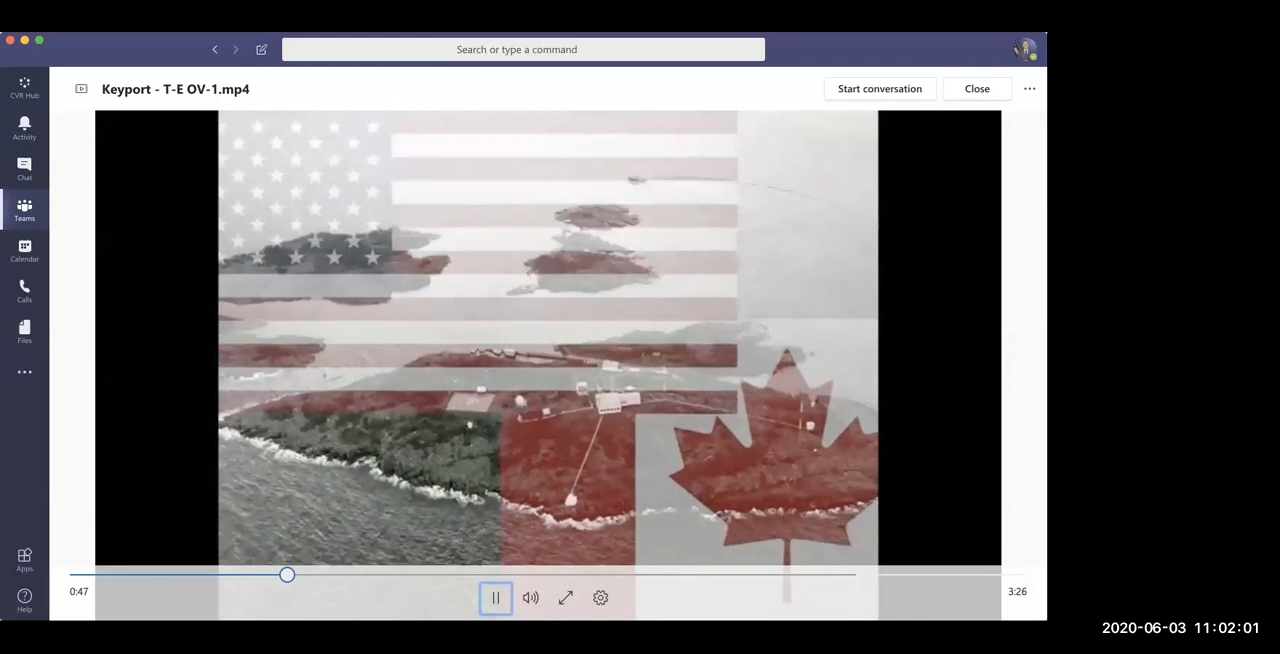 Search or type a command
CVR Hub
Keyport - T-E OV-1.mp4
Start conversation
Close
Activity
Chat
Teams
Calendar
Calls
Files
Apps
Help
0:47
3:26
2020-06-03 11:02:01